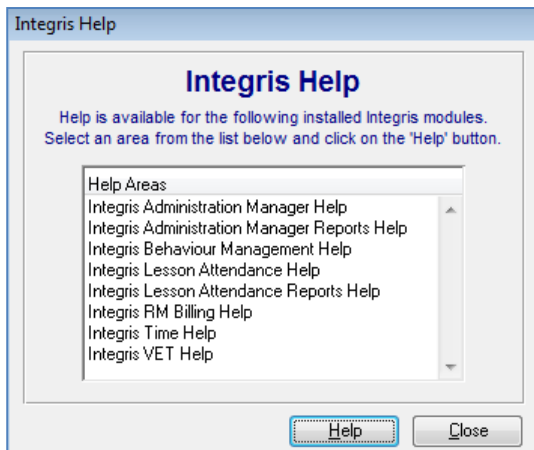 Integris Help
Integris Help
Help is available for the following installed Integris modules.
Select an area from the list below and click on the 'Help' button.
Help Areas
Integris Administration Manager Help
Integris Administration Manager Reports Help
Integris Behaviour Management Help
Integris Lesson Attendance Help
Integris Lesson Attendance Reports Help
Integris RM Billing Help
Integris Time Help
Integris VET Help
Help Close